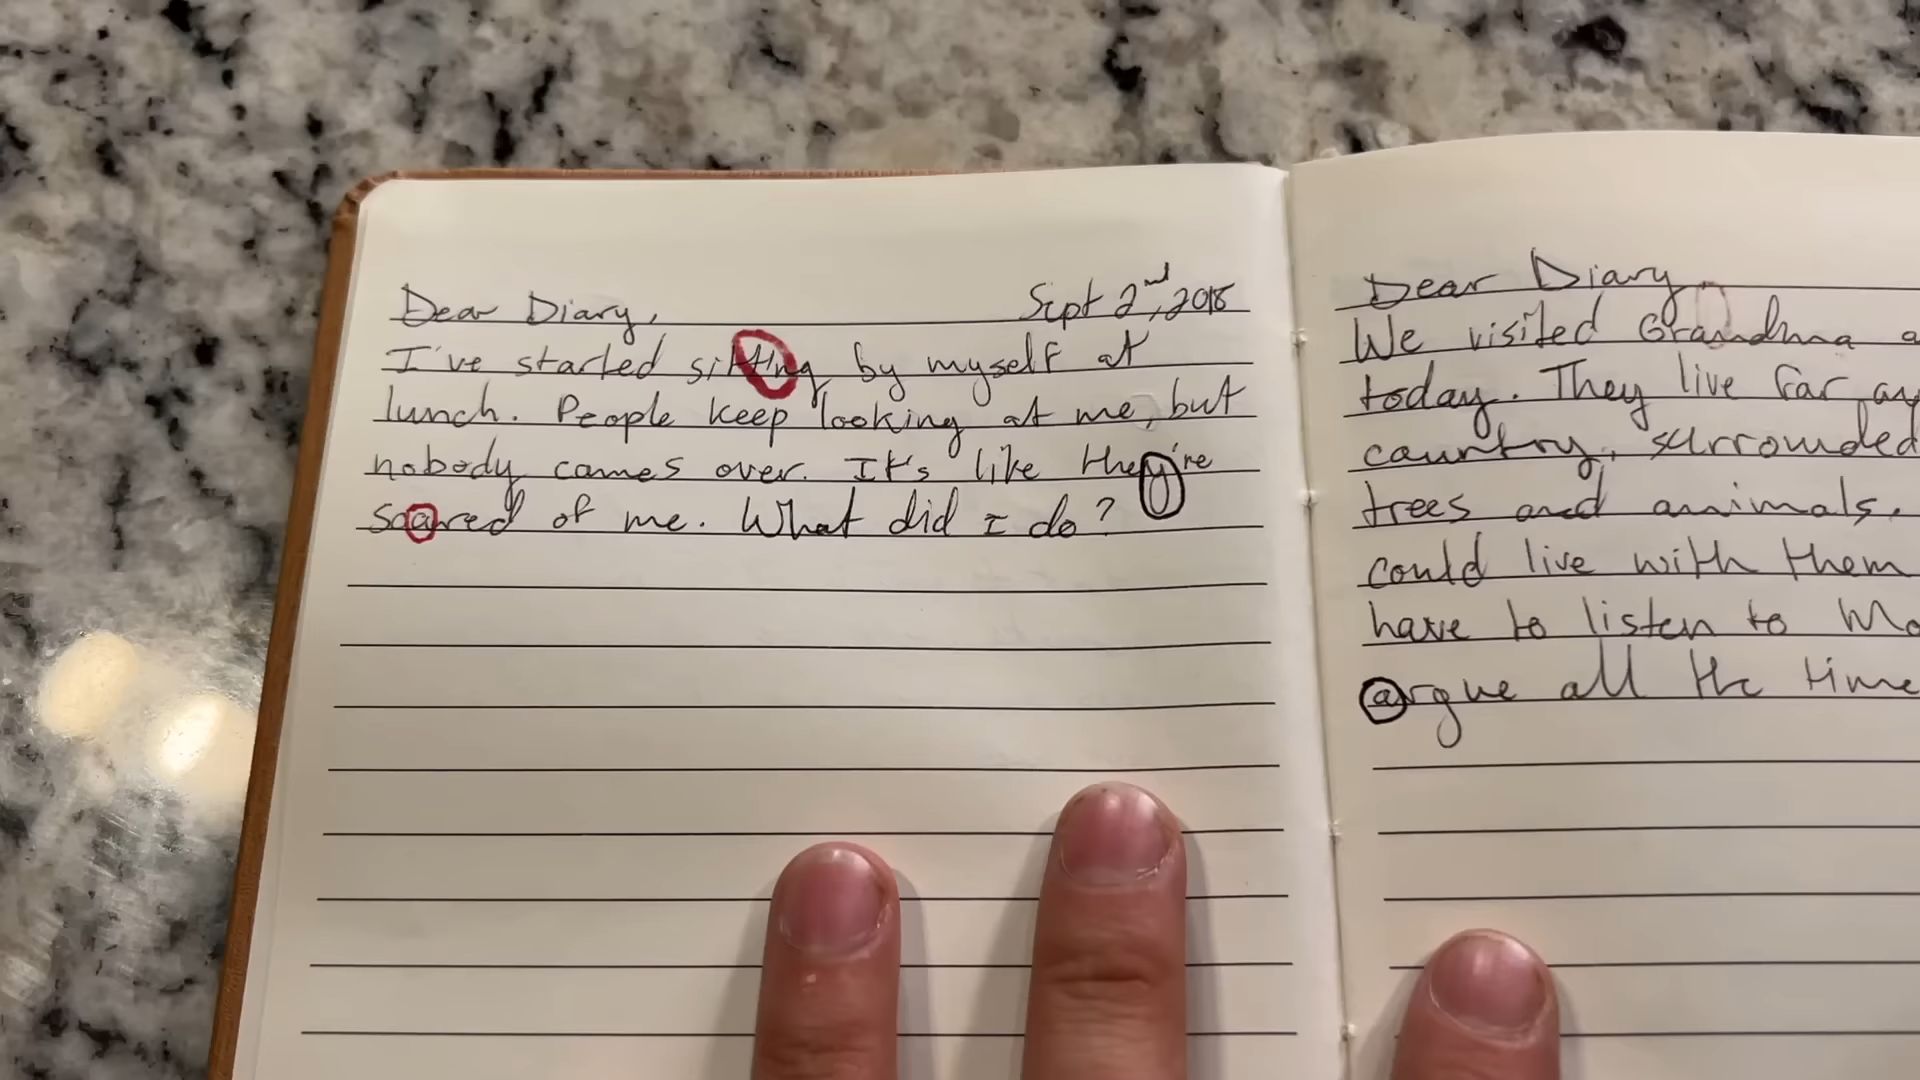 Dear Diary,
Sept 2nd, 2018
I've started sitting by myself at
lunch. People keep looking at me, but
nobody comes over. It's like they're
scared of me. What did I do?
Dear Diary,
We visited Grandma a
today. They live far aw
country, surrounded
trees and animals.
could live with them
have to listen to Mo
argue all the time